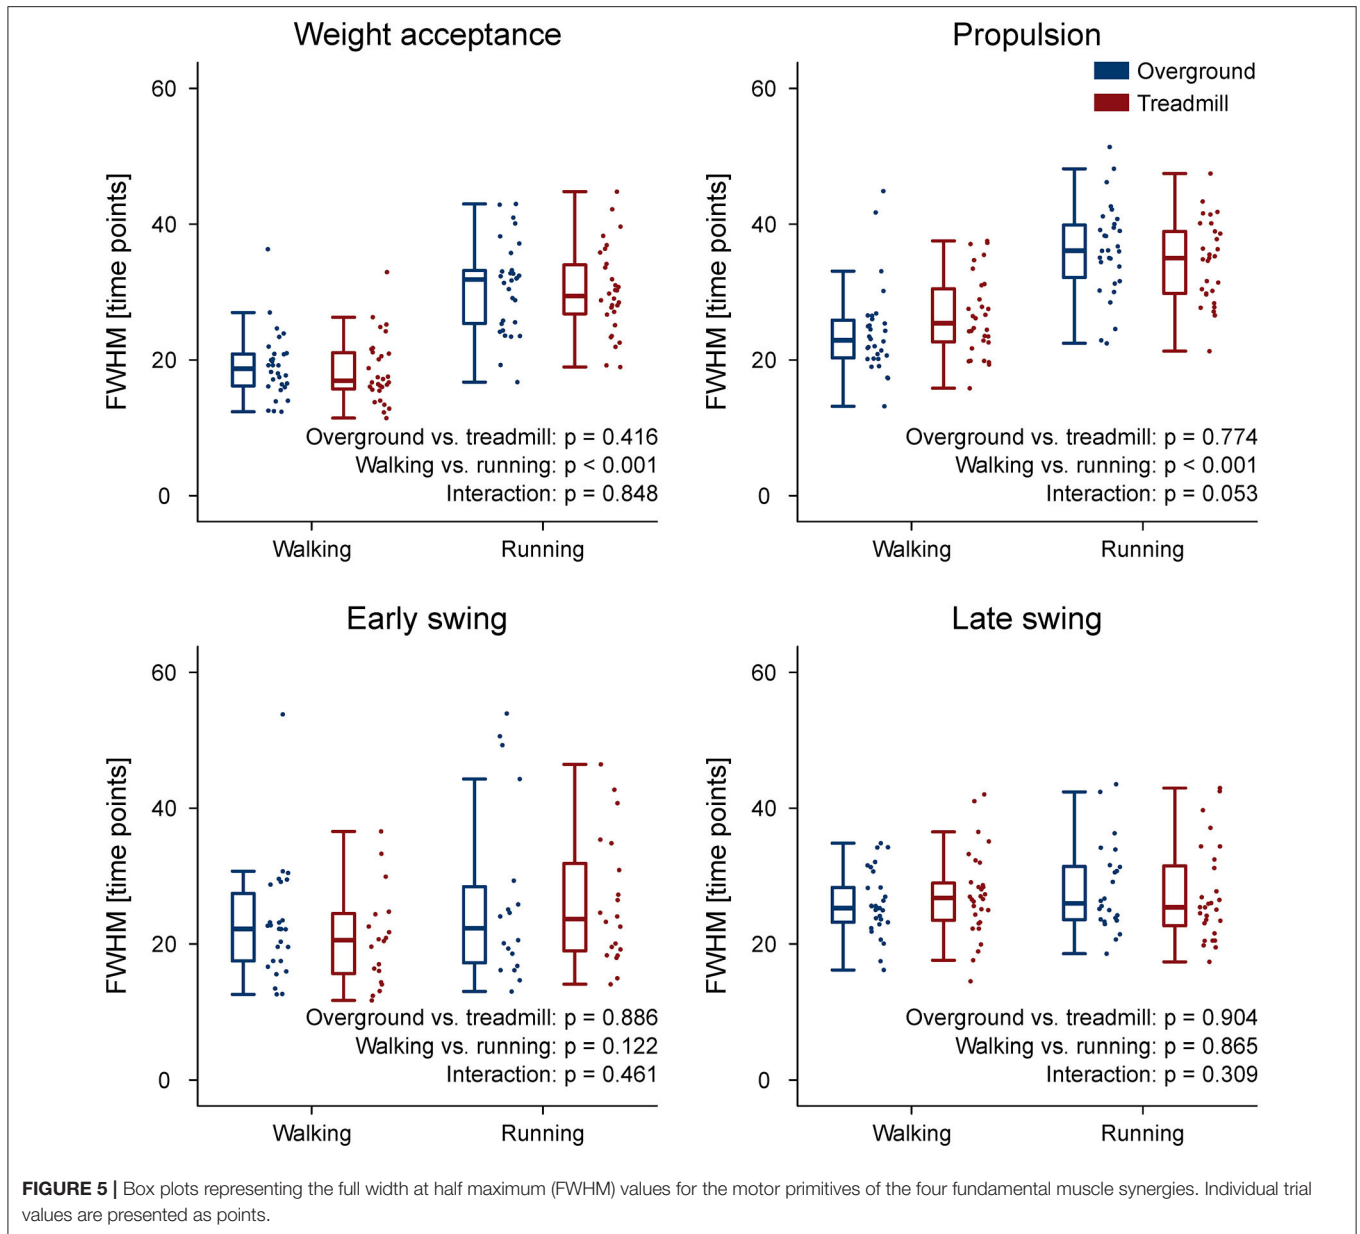 Weight acceptance
60
40
20
0
FWHM [time points]
Overground vs. treadmill: p = 0.416
Walking vs. running: p < 0.001
Interaction: p = 0.848
Walking
Running
Propulsion
Overground
Treadmill
60
40
20
0
FWHM [time points]
Overground vs. treadmill: p = 0.774
Walking vs. running: p < 0.001
Interaction: p = 0.053
Walking
Running
Early swing
60
40
20
0
FWHM [time points]
Overground vs. treadmill: p = 0.886
Walking vs. running: p = 0.122
Interaction: p = 0.461
Walking
Running
Late swing
60
40
20
0
FWHM [time points]
Overground vs. treadmill: p = 0.904
Walking vs. running: p = 0.865
Interaction: p = 0.309
Walking
Running
FIGURE 5 | Box plots representing the full width at half maximum (FWHM) values for the motor primitives of the four fundamental muscle synergies. Individual trial
values are presented as points.